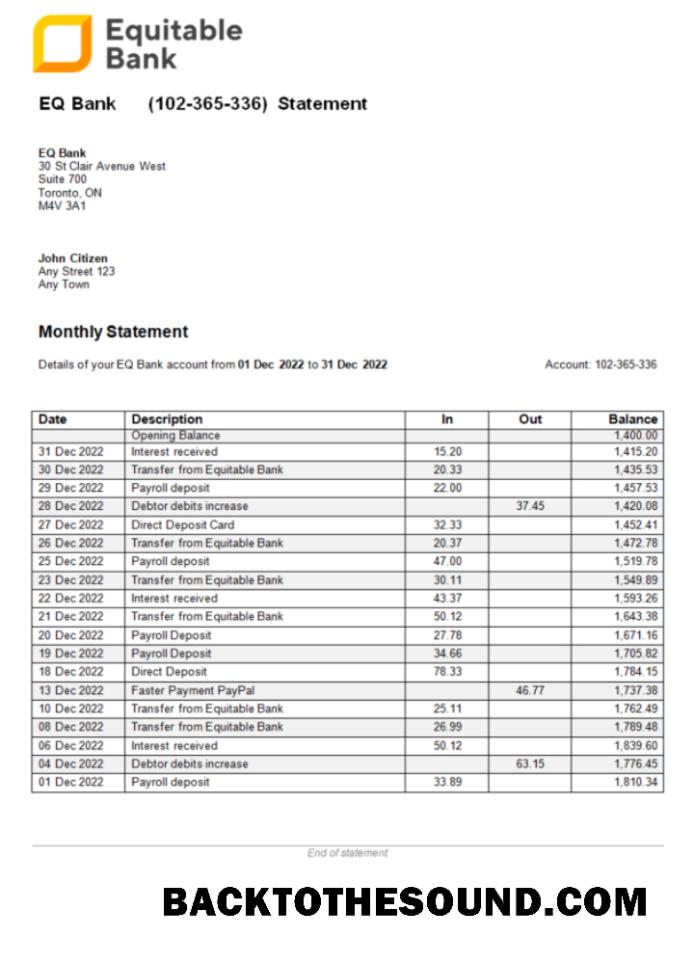 Equitable
Bank
EQ Bank (102-365-336) Statement
EQ Bank
30 St Clair Avenue West
Suite 700
Toronto, ON
M4V 3A1
John Citizen
Any Street 123
Any Town
Monthly Statement
Details of your EQ Bank account from 01 Dec 2022 to 31 Dec 2022 Account: 102-365-336
Date Description In Out Balance
Opening Balance 1,400.00
31 Dec 2022 Interest received 15.20 1,415.20
30 Dec 2022 Transfer from Equitable Bank 20.33 1,435.53
29 Dec 2022 Payroll deposit 22.00 1,457.53
28 Dec 2022 Debtor debits increase 37.45 1,420.08
27 Dec 2022 Direct Deposit Card 32.33 1,452.41
26 Dec 2022 Transfer from Equitable Bank 20.37 1,472.78
25 Dec 2022 Payroll deposit 47.00 1,519.78
23 Dec 2022 Transfer from Equitable Bank 30.11 1,549.89
22 Dec 2022 Interest received 43.37 1,593.26
21 Dec 2022 Transfer from Equitable Bank 50.12 1,643.38
20 Dec 2022 Payroll Deposit 27.78 1,671.16
19 Dec 2022 Payroll Deposit 34.66 1,705.82
18 Dec 2022 Direct Deposit 78.33 1,784.15
13 Dec 2022 Faster Payment PayPal 46.77 1,737.38
10 Dec 2022 Transfer from Equitable Bank 25.11 1,762.49
08 Dec 2022 Transfer from Equitable Bank 26.99 1,789.48
06 Dec 2022 Interest received 50.12 1,839.60
04 Dec 2022 Debtor debits increase 63.15 1,776.45
01 Dec 2022 Payroll deposit 33.89 1,810.34
End of statement
BACKTOTHESOUND.COM